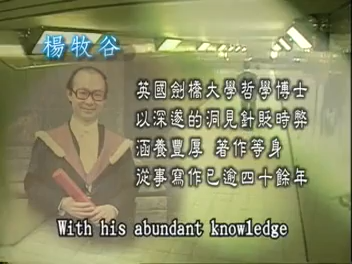 楊牧谷
英國劍橋大學哲學博士
以深遂的洞見針貶時弊
涵養豐厚 著作等身
從事寫作已逾四十餘年
With his abundant knowledge